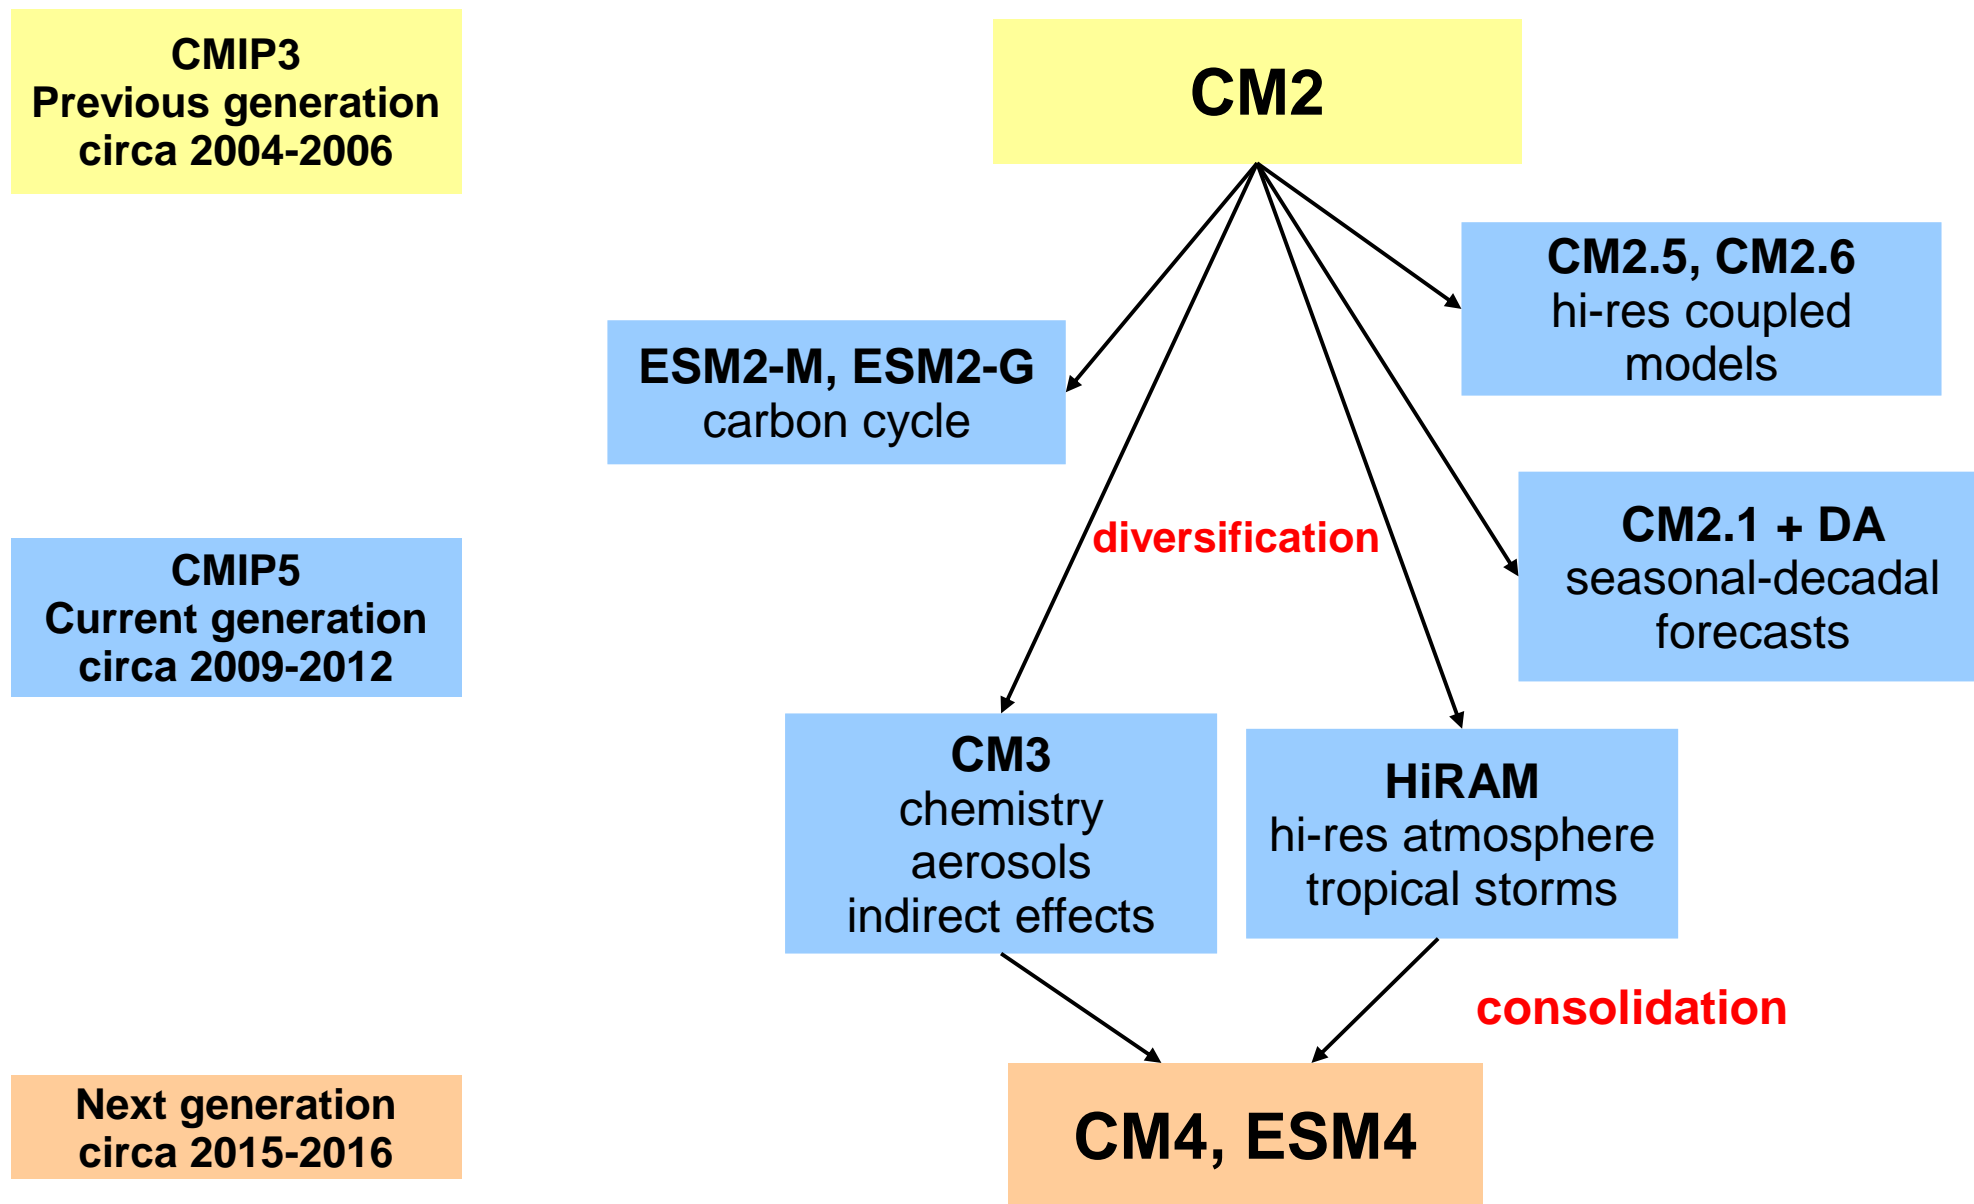 CMIP3
Previous generation
circa 2004-2006
CM2
CM2.5, CM2.6
hi-res coupled
models
ESM2-M, ESM2-G
carbon cycle
diversification
CM2.1 + DA
seasonal-decadal
forecasts
CMIP5
Current generation
circa 2009-2012
CM3
chemistry
aerosols
indirect effects
HiRAM
hi-res atmosphere
tropical storms
consolidation
Next generation
circa 2015-2016
CM4, ESM4